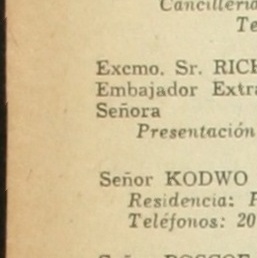 Cancillería
Te
Excmo. Sr. RICH
Embajador Extra
Señora
Presentación
Señor KODWO
Residencia: P
Teléfonos: 20